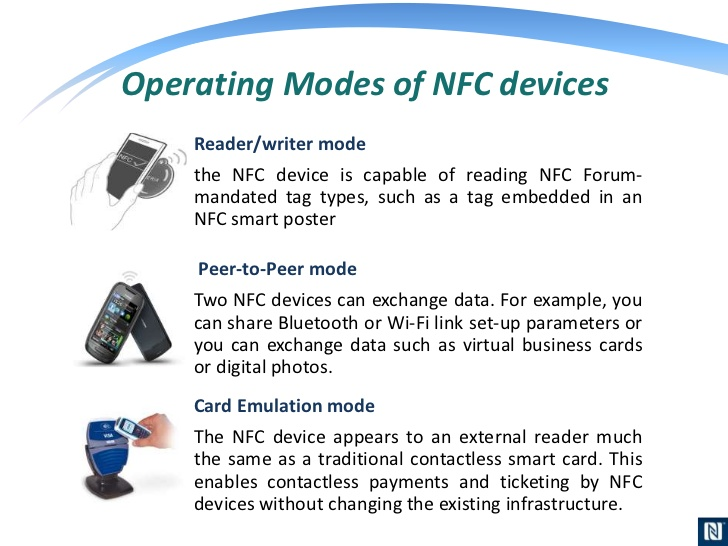 Operating Modes of NFC devices
Reader/writer mode
the NFC device is capable of reading NFC Forum-
mandated tag types, such as a tag embedded in an
NFC smart poster
Peer-to-Peer mode
Two NFC devices can exchange data. For example, you
can share Bluetooth or Wi-Fi link set-up parameters or
you can exchange data such as virtual business cards
or digital photos.
Card Emulation mode
The NFC device appears to an external reader much
the same as a traditional contactless smart card. This
enables contactless payments and ticketing by NFC
devices without changing the existing infrastructure.
NFC
VISA